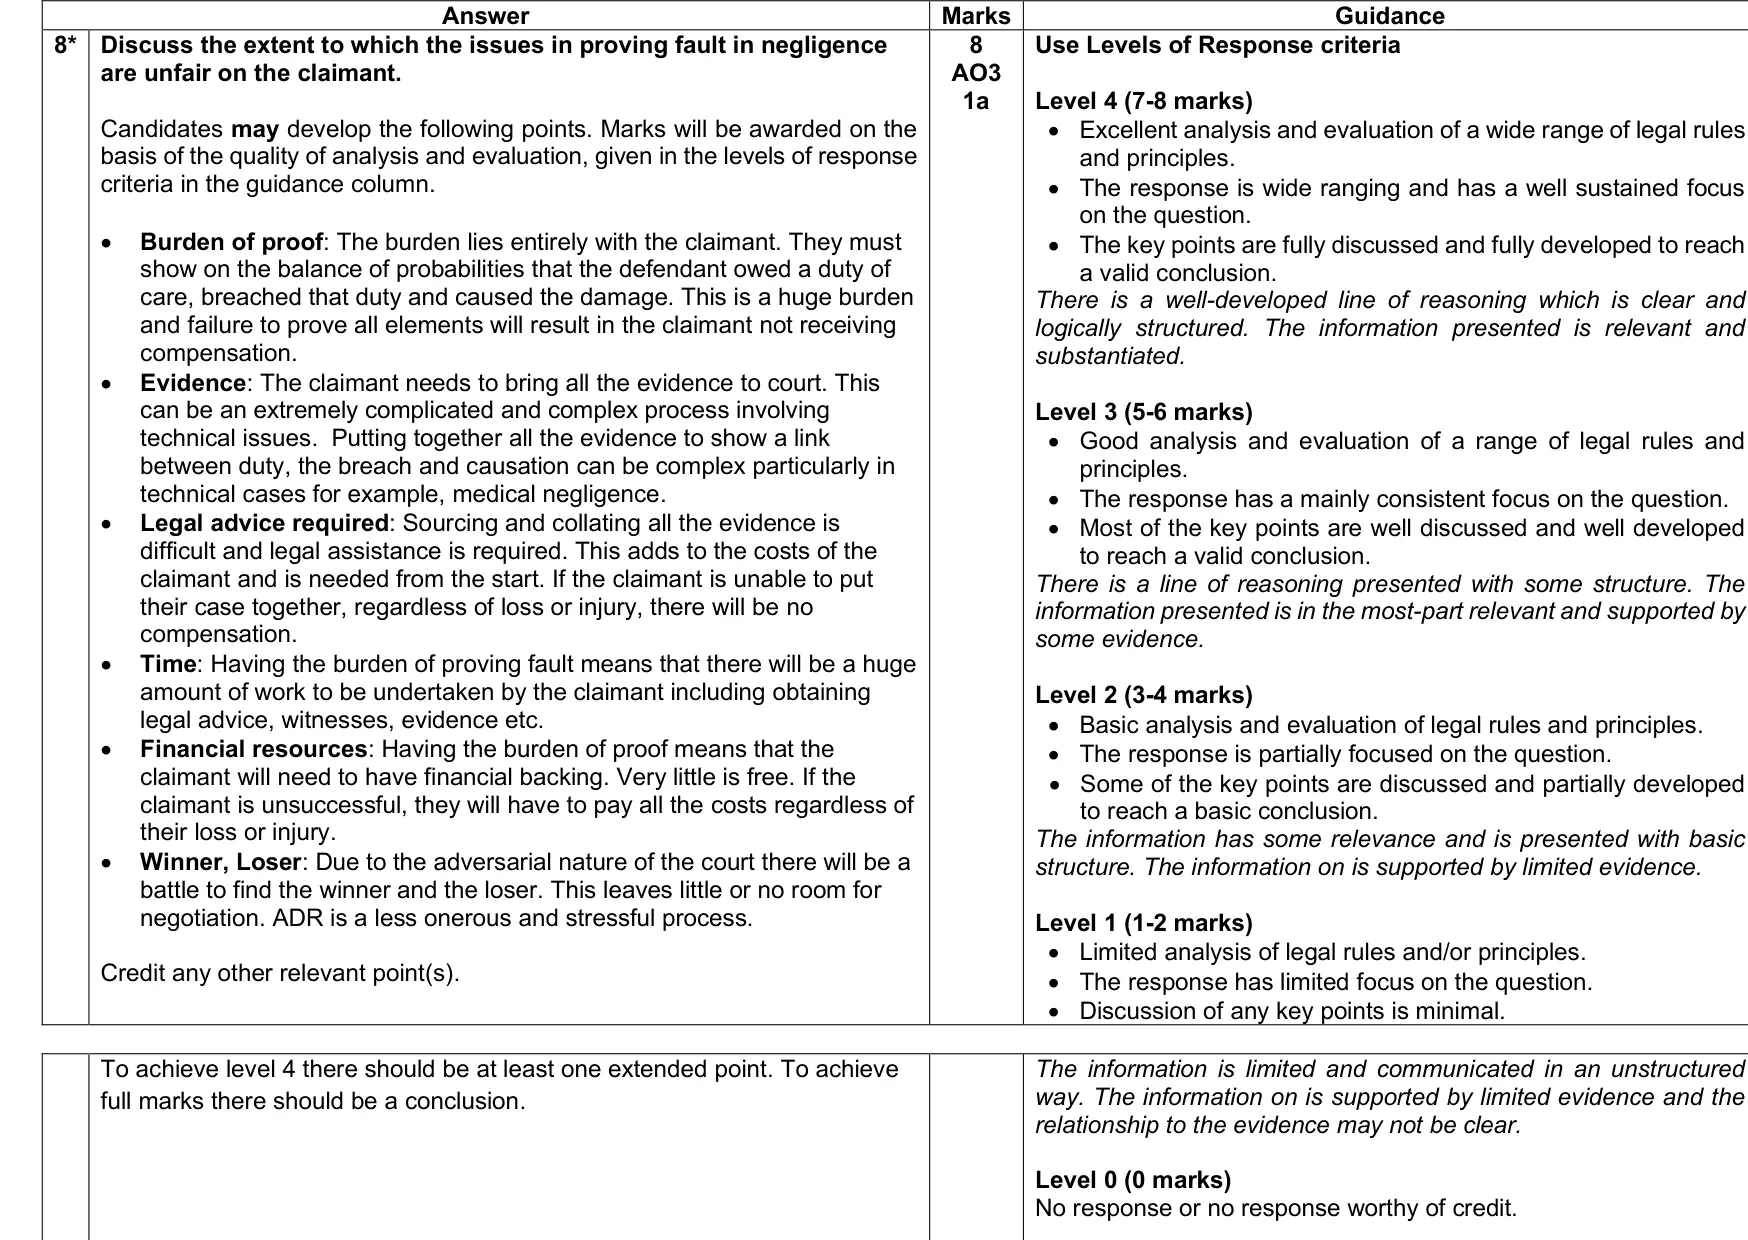 Answer Marks Guidance
8* Discuss the extent to which the issues in proving fault in negligence
are unfair on the claimant.
Candidates may develop the following points. Marks will be awarded on the
basis of the quality of analysis and evaluation, given in the levels of response
criteria in the guidance column.
• Burden of proof: The burden lies entirely with the claimant. They must
show on the balance of probabilities that the defendant owed a duty of
care, breached that duty and caused the damage. This is a huge burden
and failure to prove all elements will result in the claimant not receiving
compensation.
• Evidence: The claimant needs to bring all the evidence to court. This
can be an extremely complicated and complex process involving
technical issues.  Putting together all the evidence to show a link
between duty, the breach and causation can be complex particularly in
technical cases for example, medical negligence.
• Legal advice required: Sourcing and collating all the evidence is
difficult and legal assistance is required. This adds to the costs of the
claimant and is needed from the start. If the claimant is unable to put
their case together, regardless of loss or injury, there will be no
compensation.
• Time: Having the burden of proving fault means that there will be a huge
amount of work to be undertaken by the claimant including obtaining
legal advice, witnesses, evidence etc.
• Financial resources: Having the burden of proof means that the
claimant will need to have financial backing. Very little is free. If the
claimant is unsuccessful, they will have to pay all the costs regardless of
their loss or injury.
• Winner, Loser: Due to the adversarial nature of the court there will be a
battle to find the winner and the loser. This leaves little or no room for
negotiation. ADR is a less onerous and stressful process.
Credit any other relevant point(s).
8
AO3
1a
Use Levels of Response criteria
Level 4 (7-8 marks)
• Excellent analysis and evaluation of a wide range of legal rules
and principles.
• The response is wide ranging and has a well sustained focus
on the question.
• The key points are fully discussed and fully developed to reach
a valid conclusion.
There is a well-developed line of reasoning which is clear and
logically structured. The information presented is relevant and
substantiated.
Level 3 (5-6 marks)
• Good analysis and evaluation of a range of legal rules and
principles.
• The response has a mainly consistent focus on the question.
• Most of the key points are well discussed and well developed
to reach a valid conclusion.
There is a line of reasoning presented with some structure. The
information presented is in the most-part relevant and supported by
some evidence.
Level 2 (3-4 marks)
• Basic analysis and evaluation of legal rules and principles.
• The response is partially focused on the question.
• Some of the key points are discussed and partially developed
to reach a basic conclusion.
The information has some relevance and is presented with basic
structure. The information on is supported by limited evidence.
Level 1 (1-2 marks)
• Limited analysis of legal rules and/or principles.
• The response has limited focus on the question.
• Discussion of any key points is minimal.
To achieve level 4 there should be at least one extended point. To achieve
full marks there should be a conclusion.
The information is limited and communicated in an unstructured
way. The information on is supported by limited evidence and the
relationship to the evidence may not be clear.
Level 0 (0 marks)
No response or no response worthy of credit.